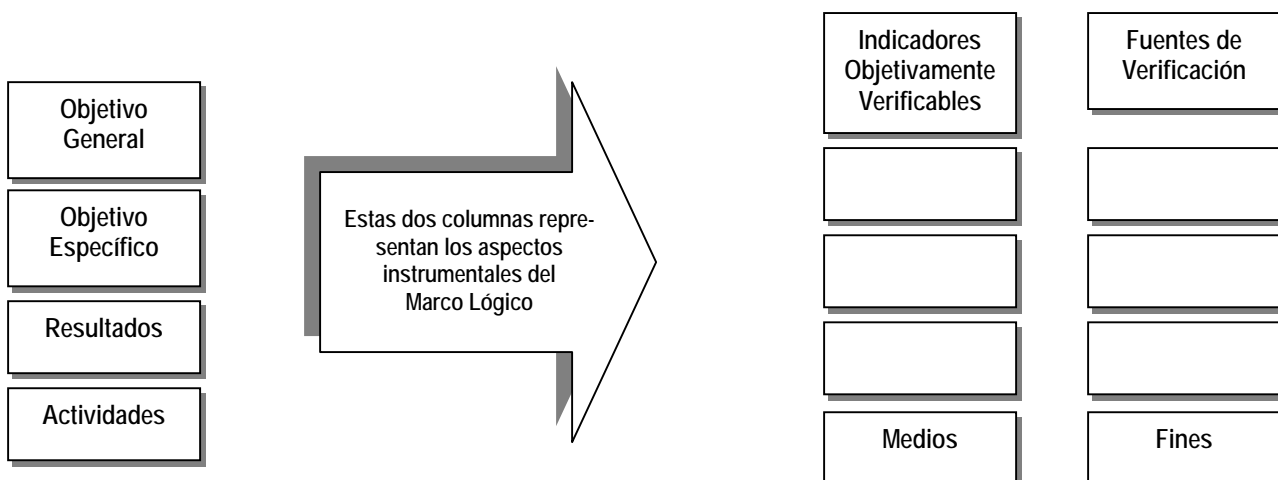 Objetivo
General
Objetivo
Específico
Resultados
Actividades
Estas dos columnas repre-
sentan los aspectos
instrumentales del
Marco Lógico
Indicadores
Objetivamente
Verificables
Medios
Fuentes de
Verificación
Fines